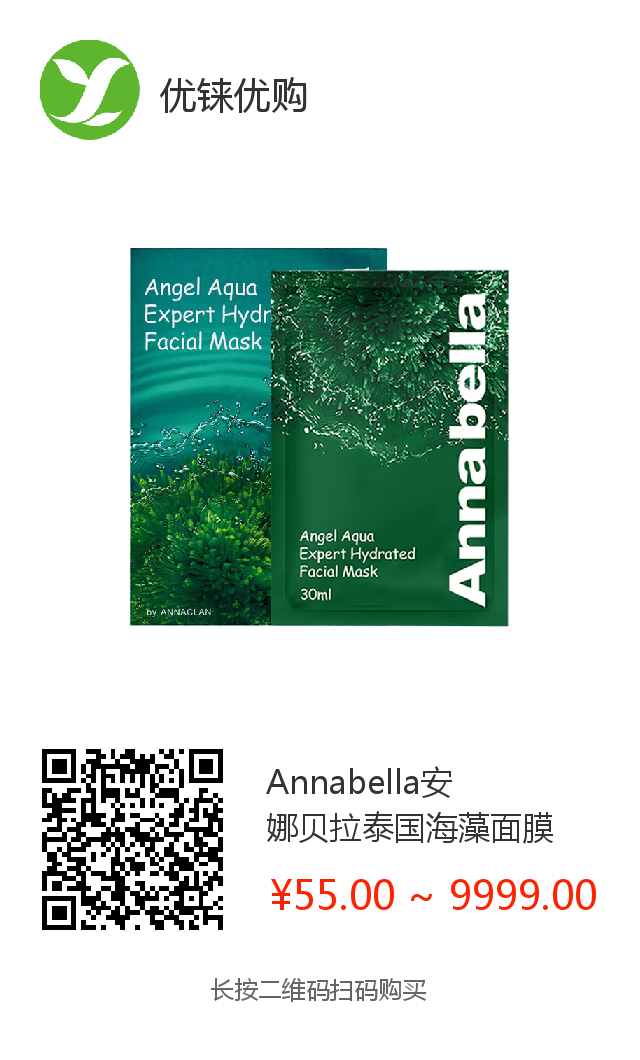 优铼优购
Angel Aqua
Expert Hydr
Facial Mask
by ANNAGLAN
Annabella
Angel Aqua
Expert Hydrated
Facial Mask
30ml
Annabella安
娜贝拉泰国海藻面膜
¥55.00 ~ 9999.00
长按二维码扫码购买